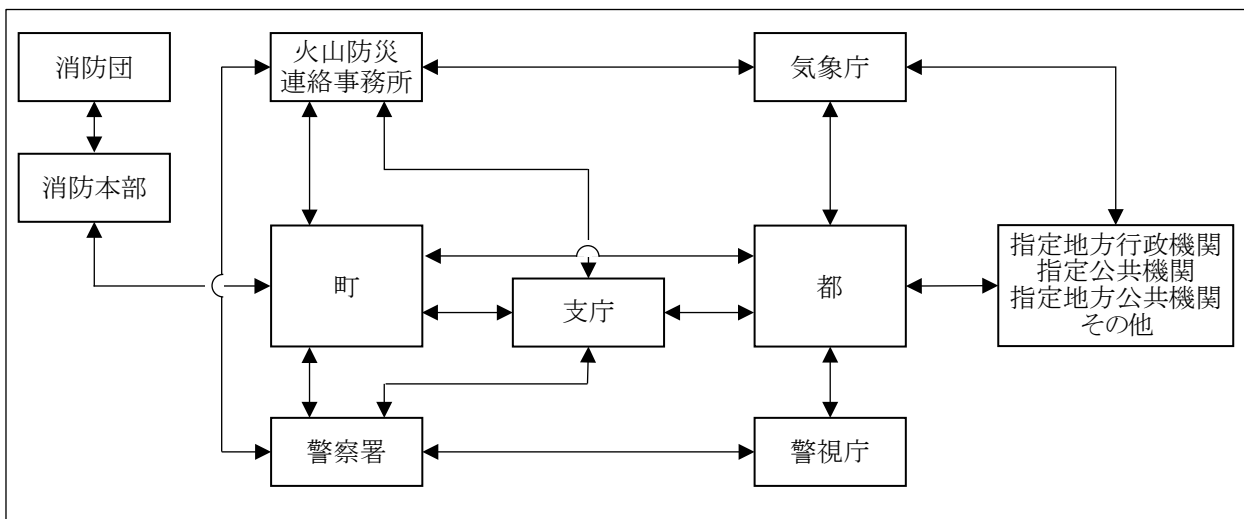 消防団
火山防災
連絡事務所
気象庁
消防本部
町
支庁
都
指定地方行政機関
指定公共機関
指定地方公共機関
その他
警察署
警視庁